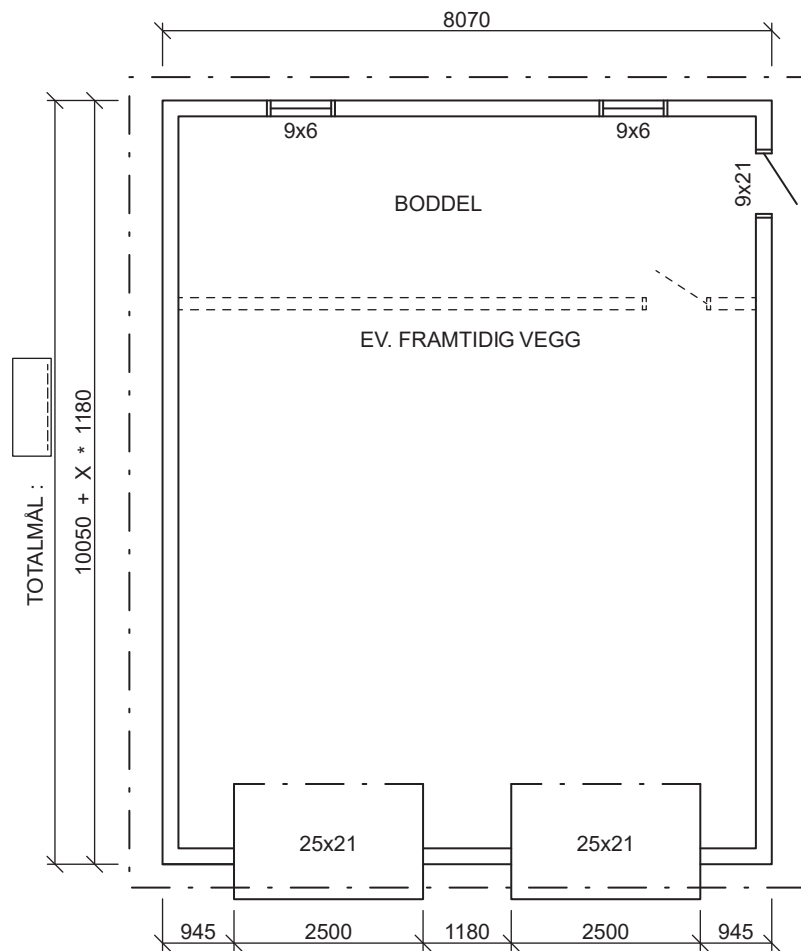 8070
9x6
9x6
9x21
BODDEL
EV. FRAMTIDIG VEGG
TOTALMÅL :
10050 + X * 1180
25x21
25x21
945
2500
1180
2500
945